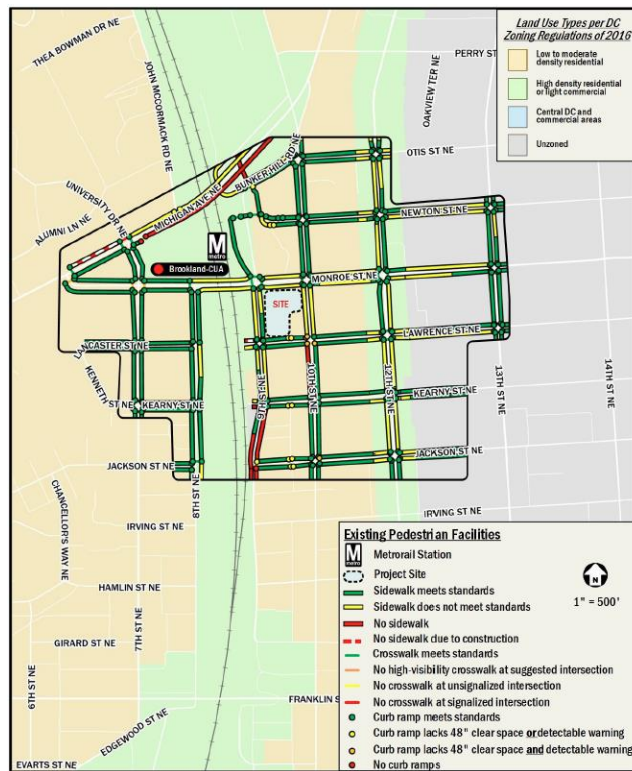 Land Use Types per DC
Zoning Regulations of 2016
Low to moderate
density residential
High density residential
or light commercial
Central DC and
commercial areas
Unzoned
THEA BOWMAN DR NE
JOHN MCCORMACK RD NE
PERRY ST
OAKVIEW TER NE
OTIS ST NE
BUNKER HILL RD NE
MICHIGAN AVE NE
UNIVERSITY DR NE
ALUMNI LN NE
NEWTON ST NE
M
metro
Brookland-CUA
MONROE ST NE
SITE
LAWRENCE ST NE
LANCASTER ST NE
KENNETH
ST NE
KEARNY ST NE
KEARNY ST NE
9TH ST NE
10TH ST NE
12TH ST NE
13TH ST NE
14TH ST NE
JACKSON ST NE
JACKSON ST NE
8TH ST NE
CHANCELLOR'S WAY NE
IRVING ST NE
IRVING ST NE
HAMLIN ST NE
7TH ST NE
GIRARD ST NE
6TH ST NE
FRANKLIN S
EDGEWOOD ST NE
EVARTS ST NE
Existing Pedestrian Facilities
M
metro
Metrorail Station
Project Site
Sidewalk meets standards
Sidewalk does not meet standards
No sidewalk
No sidewalk due to construction
Crosswalk meets standards
No high-visibility crosswalk at suggested intersection
No crosswalk at unsignalized intersection
No crosswalk at signalized intersection
Curb ramp meets standards
Curb ramp lacks 48" clear space or detectable warning
Curb ramp lacks 48" clear space and detectable warning
No curb ramps
N
1" = 500'